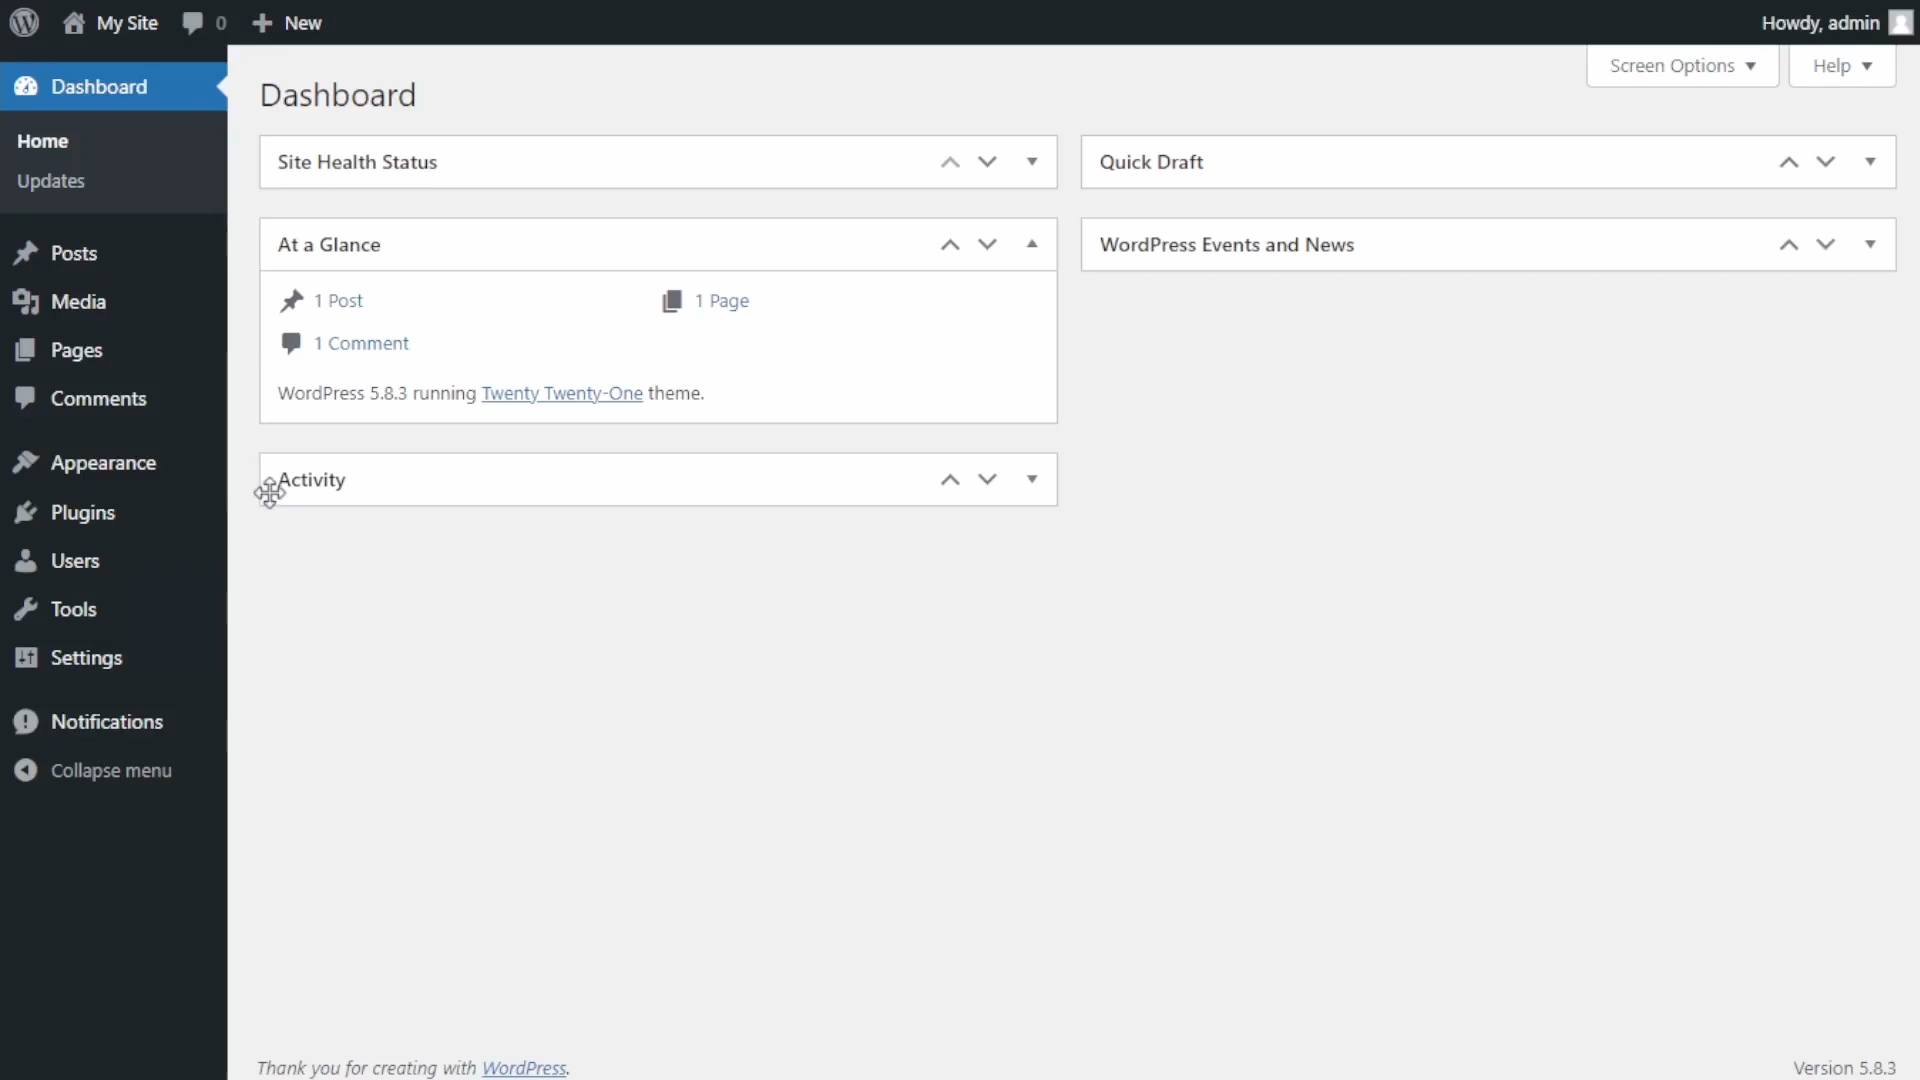 My Site
0
New
Howdy, admin
Screen Options
Help
Dashboard
Home
Updates
Posts
Media
Pages
Comments
Appearance
Plugins
Users
Tools
Settings
Notifications
Collapse menu
Dashboard
Site Health Status
At a Glance
1 Post
1 Page
1 Comment
WordPress 5.8.3 running Twenty Twenty-One theme.
Activity
Quick Draft
WordPress Events and News
Thank you for creating with WordPress.
Version 5.8.3